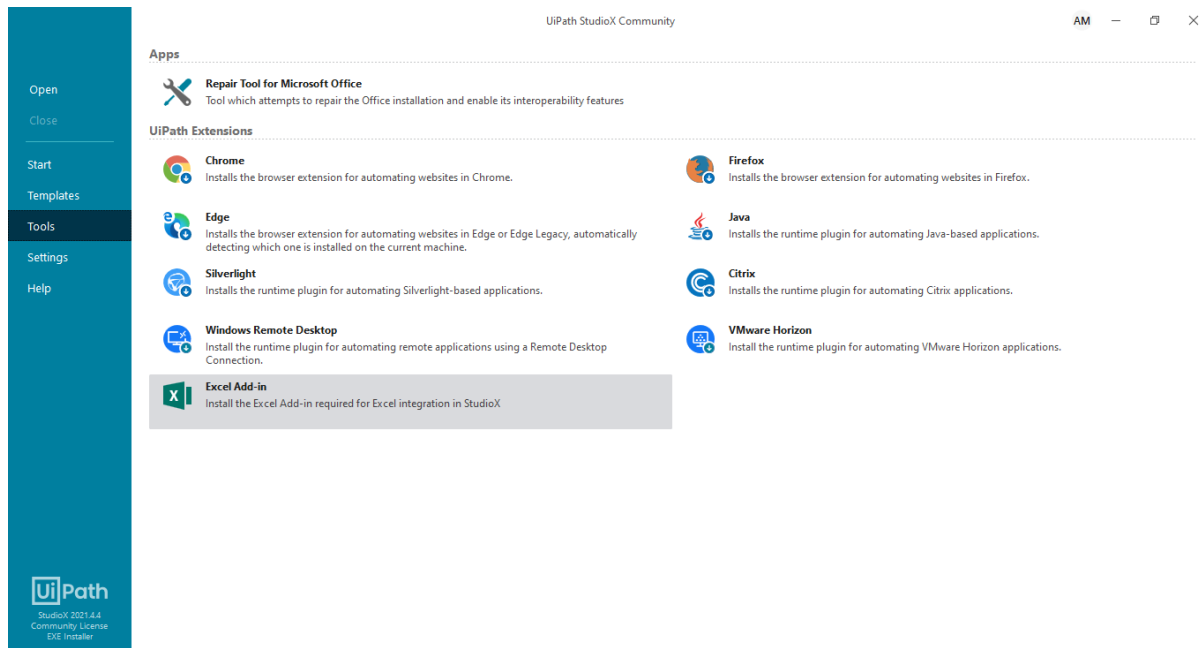 UiPath StudioX Community
AM
Open
Close
Start
Templates
Tools
Settings
Help
Apps
Repair Tool for Microsoft Office
Tool which attempts to repair the Office installation and enable its interoperability features
UiPath Extensions
Chrome
Installs the browser extension for automating websites in Chrome.
Firefox
Installs the browser extension for automating websites in Firefox.
Edge
Installs the browser extension for automating websites in Edge or Edge Legacy, automatically
detecting which one is installed on the current machine.
Java
Installs the runtime plugin for automating Java-based applications.
Silverlight
Installs the runtime plugin for automating Silverlight-based applications.
Citrix
Installs the runtime plugin for automating Citrix applications.
Windows Remote Desktop
Install the runtime plugin for automating remote applications using a Remote Desktop
Connection.
VMware Horizon
Install the runtime plugin for automating VMware Horizon applications.
Excel Add-in
Install the Excel Add-in required for Excel integration in StudioX
UiPath
StudioX 2021.4.4
Community License
EXE Installer